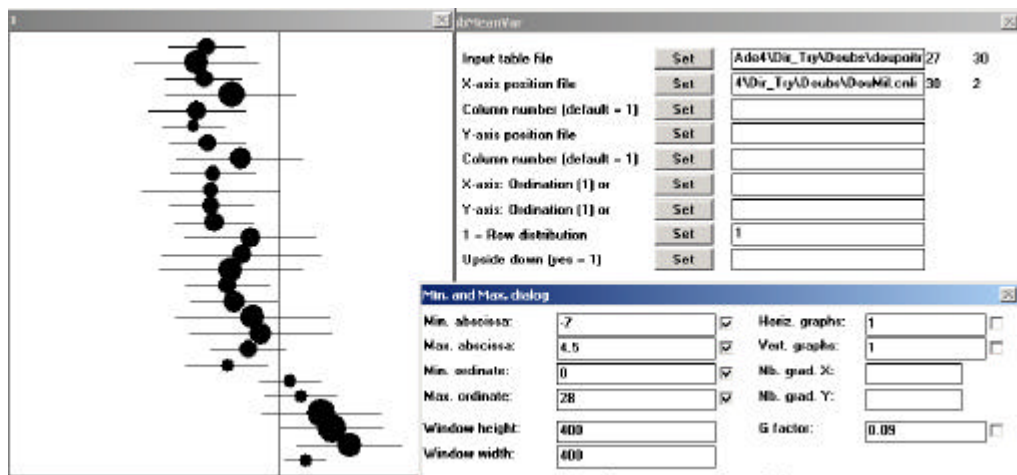 bMeanVar
Input table file Set Ade4\Dir_Try\Doubs\doupoitr 27 30
X-axis position file Set 4\Dir_Try\Doubs\DouMil.cnli 30 2
Column number (default = 1) Set
Y-axis position file Set
Column number (default = 1) Set
X-axis: Ordination (1) or Set
Y-axis: Ordination (1) or Set
1 = Row distribution Set 1
Upside down (yes = 1) Set
Min. and Max. dialog
Min. abscissa: -7 Horiz. graphs: 1
Max. abscissa: 4.5 Vert. graphs: 1
Min. ordinate: 0 Nb. grad. X:
Max. ordinate: 28 Nb. grad. Y:
Window height: 400 G factor: 0.09
Window width: 400